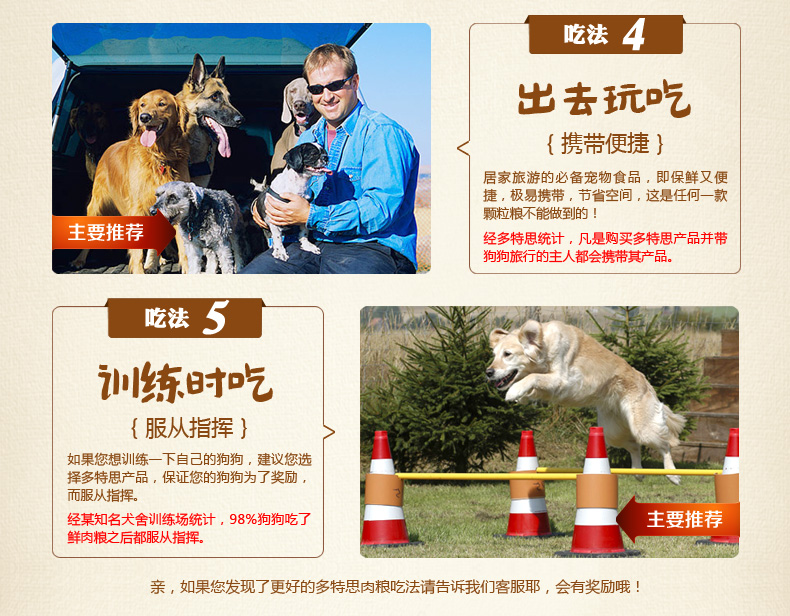 吃法 4
出去玩吃
{ 携带便捷 }
居家旅游的必备宠物食品，即保鲜又便
捷，极易携带，节省空间，这是任何一款
颗粒粮不能做到的！
经多特思统计，凡是购买多特思产品并带
狗狗旅行的主人都会携带其产品。
主要推荐
吃法 5
训练时吃
{ 服从指挥 }
如果您想训练一下自己的狗狗，建议您选
择多特思产品，保证您的狗狗为了奖励，
而服从指挥。
经某知名犬舍训练场统计，98%狗狗吃了
鲜肉粮之后都服从指挥。
主要推荐
亲，如果您发现了更好的多特思肉粮吃法请告诉我们客服耶，会有奖励哦！